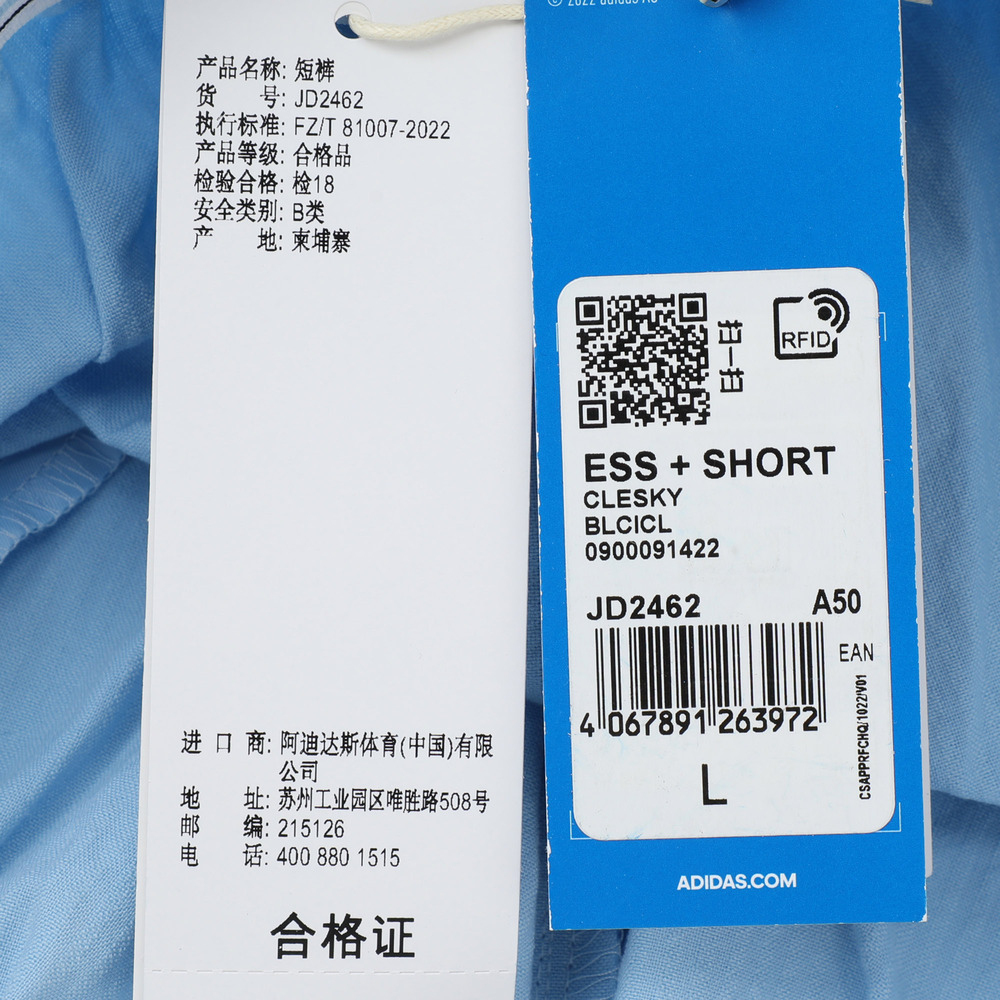 产品名称: 短裤
货 号: JD2462
执行标准: FZ/T 81007-2022
产品等级: 合格品
检验合格: 检18
安全类别: B类
产 地: 柬埔寨
进 口 商: 阿迪达斯体育(中国)有限
公司
地 址: 苏州工业园区唯胜路508号
邮 编: 215126
电 话: 400 880 1515
合格证
扫一扫
RFID
ESS + SHORT
CLESKY
BLCICL
0900091422
JD2462 A50
EAN
4 067891 263972
CSAPPRFCHQ/1022/V01
L
ADIDAS.COM